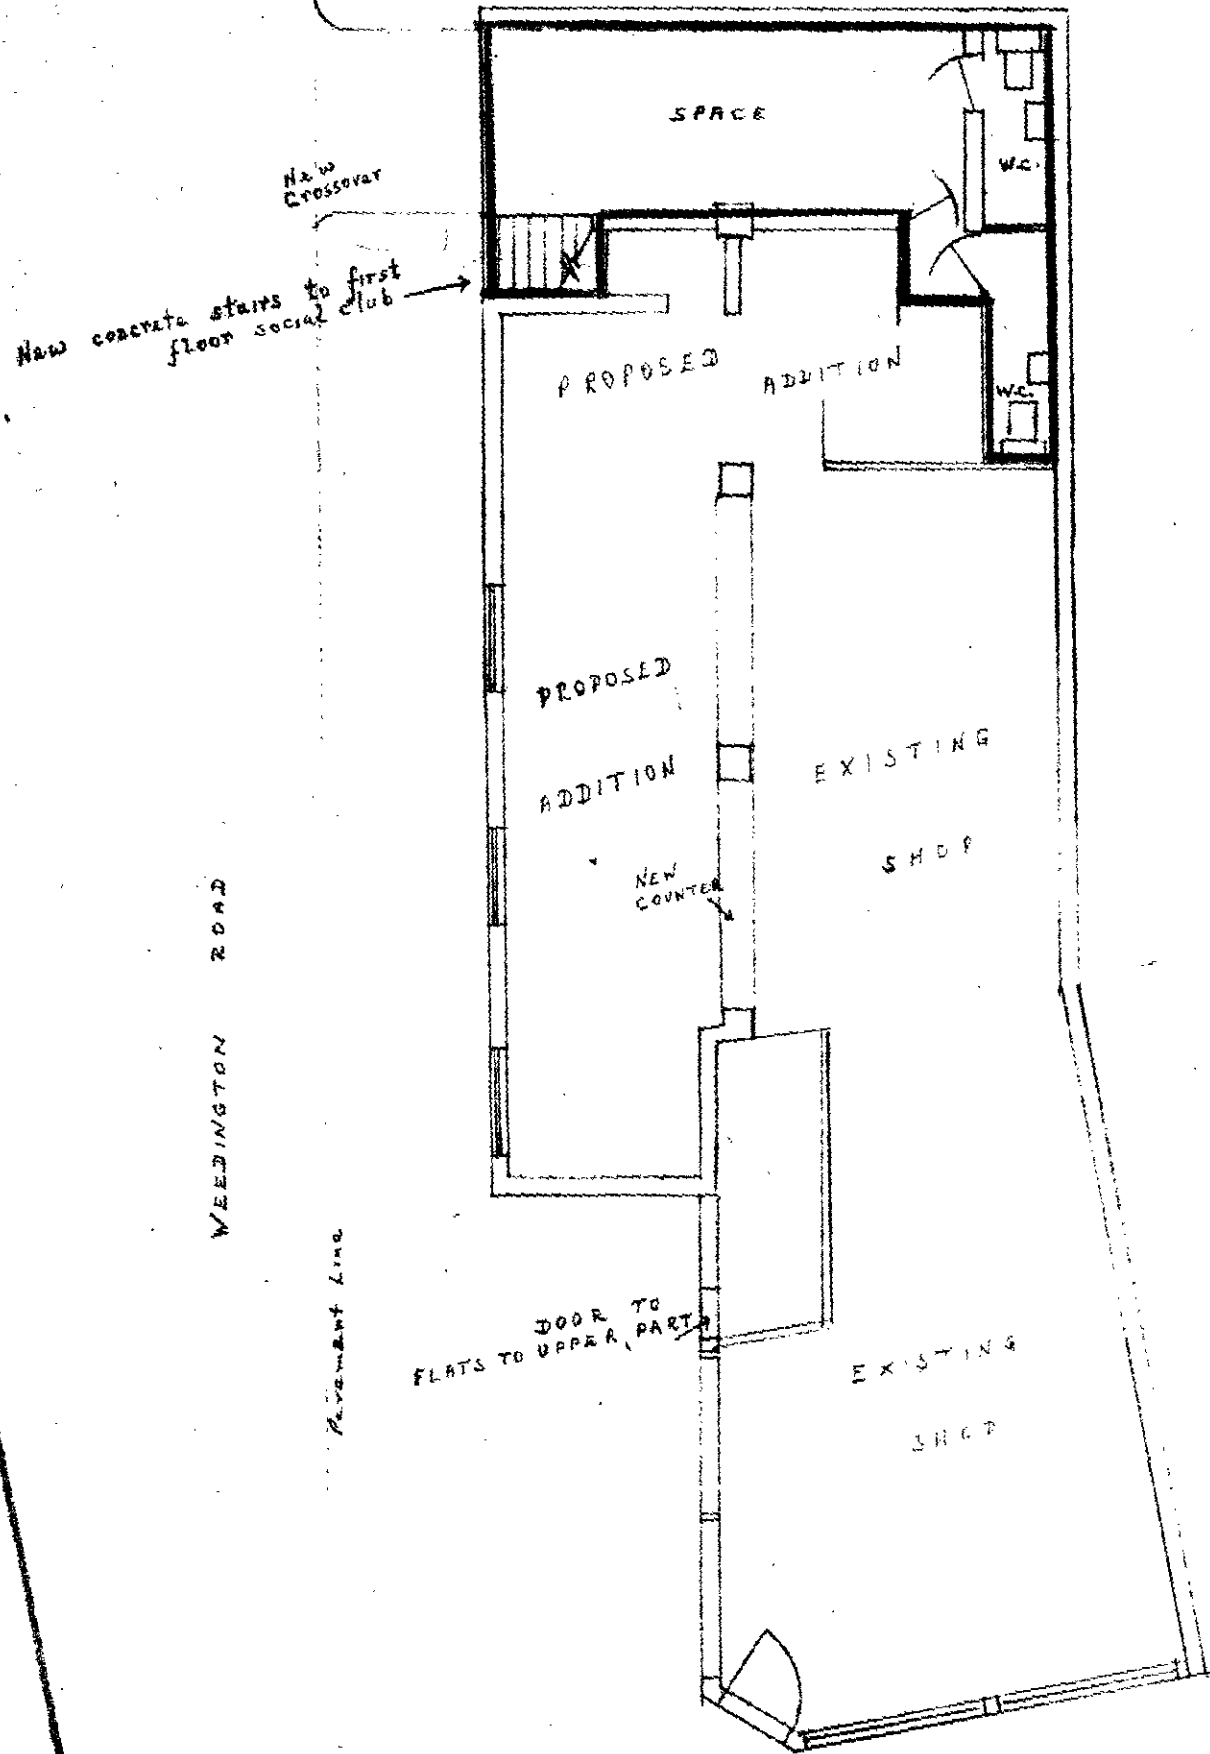 SPACE
W.C.
New
Crossover
New concrete stairs to first
floor social club
PROPOSED ADDITION
W.C.
PROPOSED
ADDITION
EXISTING
SHOP
NEW
COUNTER
WEEDINGTON ROAD
Pavement Line
DOOR TO
FLATS TO UPPER PART
EXISTING
SHOP